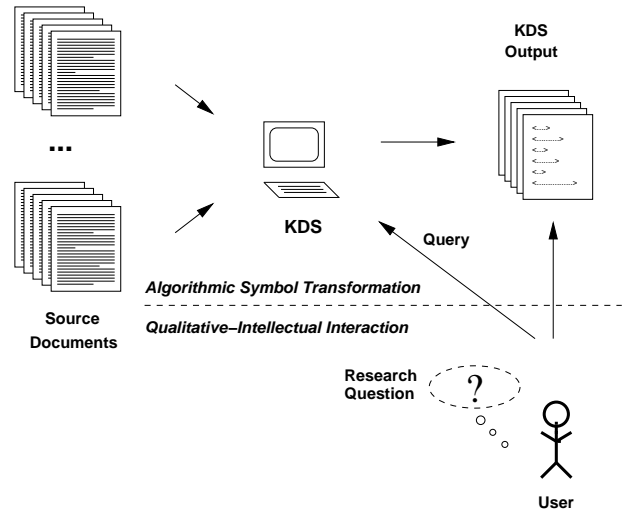 KDS
Output
...
<....>
<.........>
<......>
<....>
<....>
<.............>
KDS
Query
Algorithmic Symbol Transformation
Qualitative–Intellectual Interaction
Source
Documents
Research
Question
?
User